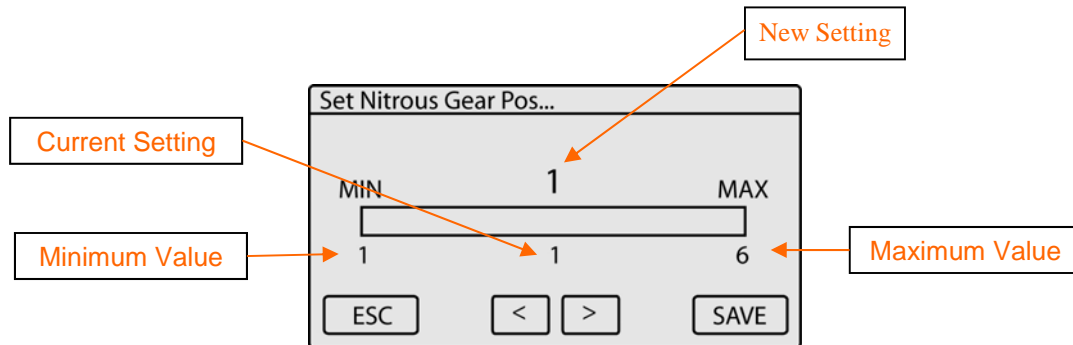 New Setting
Set Nitrous Gear Pos...
Current Setting
1
MIN MAX
Minimum Value 1 1 6 Maximum Value
ESC < > SAVE